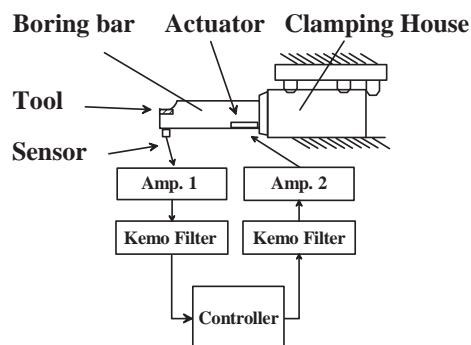 Boring bar Actuator Clamping House
Tool
Sensor
Amp. 1 Amp. 2
Kemo Filter Kemo Filter
Controller